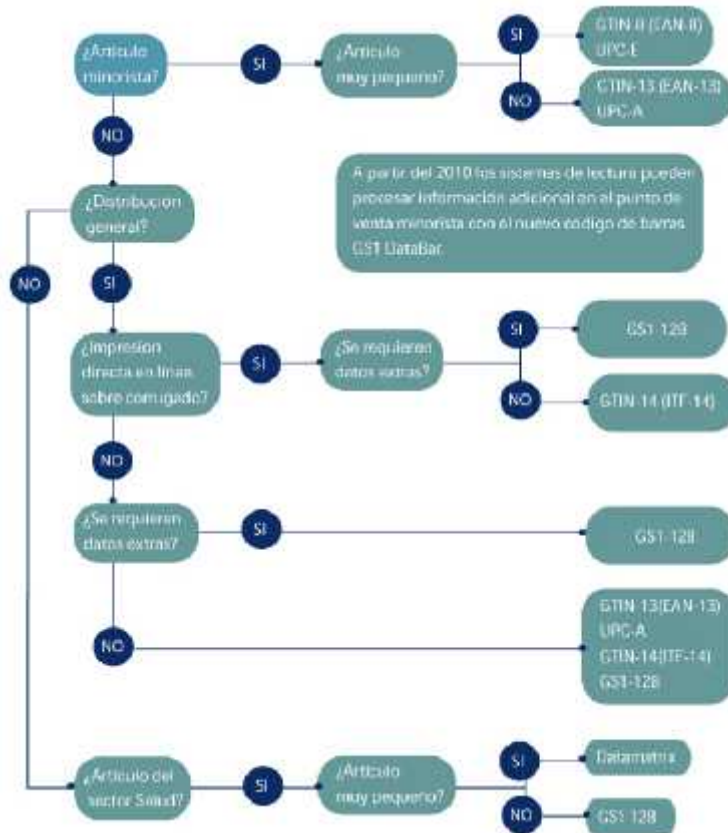 ¿Artículo
minorista?
SI
¿Artículo
muy pequeño?
SI
GTIN-8 (EAN-8)
UPC-E
NO
GTIN-13 (EAN-13)
UPC-A
NO
A partir del 2010 los sistemas de lectura pueden
procesar información adicional en el punto de
venta minorista con el nuevo codigo de barras
GS1 DataBar.
¿Distribución
general?
NO
SI
¿Impresion
directa en línea
sobre corrugado?
SI
¿Se requieren
datos extras?
SI
GS1-128
NO
GTIN-14 (ITF-14)
NO
¿Se requieren
datos extras?
SI
GS1-128
NO
GTIN-13(EAN-13)
UPC-A
GTIN-14(ITF-14)
GS1-128
¿Artículo del
sector Salud?
SI
¿Artículo
muy pequeño?
SI
Datamatrix
NO
GS1-128